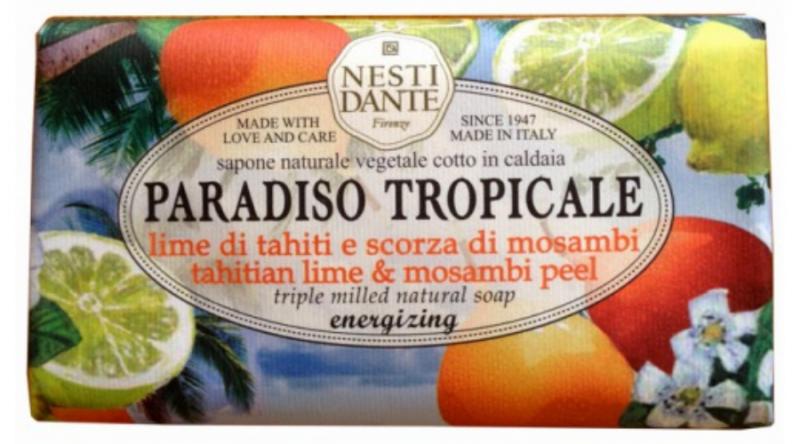 NESTI
DANTE
Firenze
MADE WITH
LOVE AND CARE
SINCE 1947
MADE IN ITALY
sapone naturale vegetale cotto in caldaia
PARADISO TROPICALE
lime di tahiti e scorza di mosambi
tahitian lime & mosambi peel
triple milled natural soap
energizing